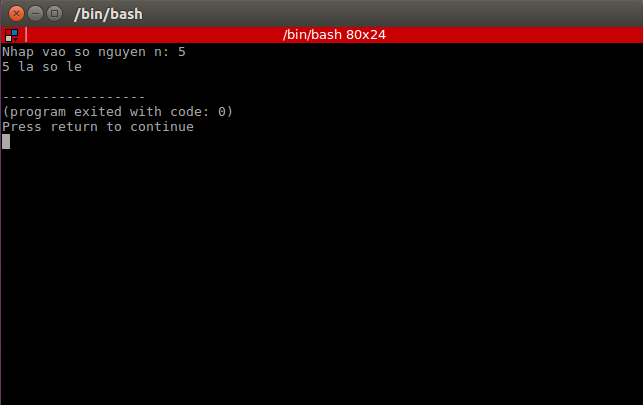 /bin/bash
/bin/bash 80x24
Nhap vao so nguyen n: 5
5 la so le
------------------
(program exited with code: 0)
Press return to continue